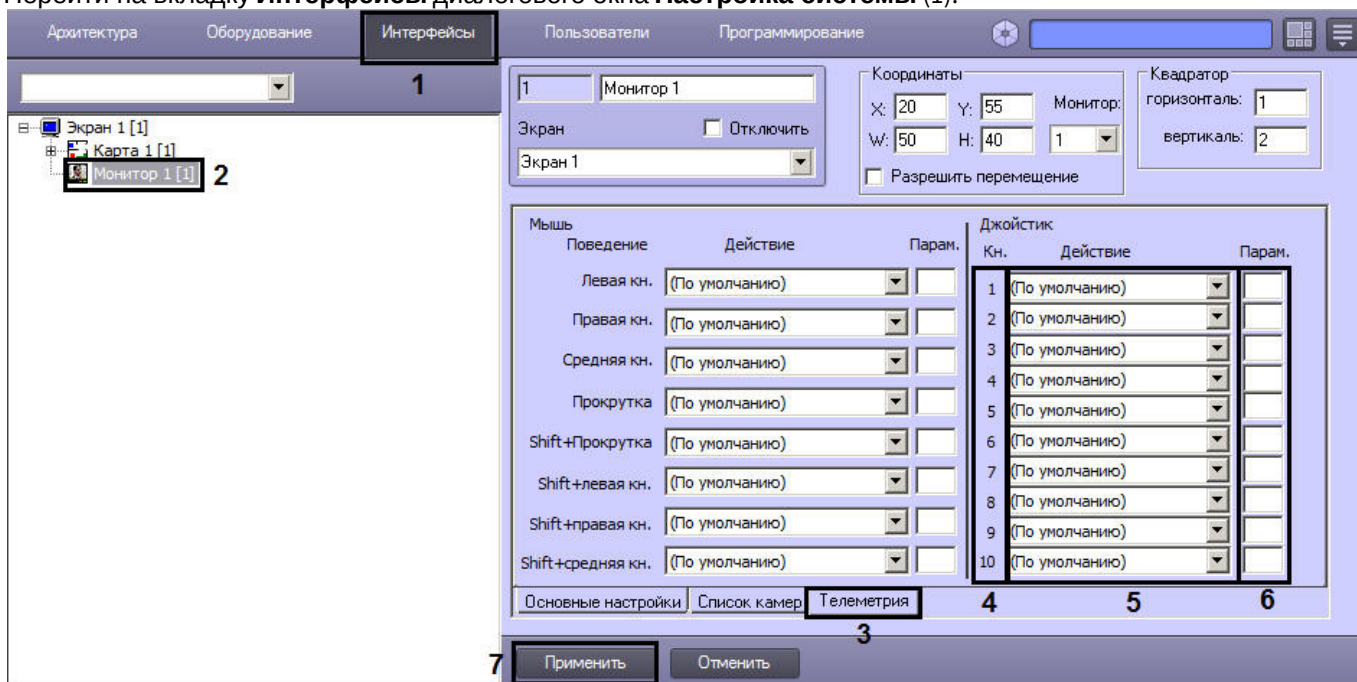 Перейти на вкладку Интерфейсы диалогового окна Настройка системы (1).
Архитектура Оборудование Интерфейсы Пользователи Программирование
1
Экран 1 [1]
Карта 1 [1]
Монитор 1 [1] 2
1 Монитор 1
Экран Отключить
Экран 1
Координаты
X: 20 Y: 55 Монитор:
W: 50 H: 40 1
Разрешить перемещение
Квадратор
горизонталь: 1
вертикаль: 2
Мышь
Поведение Действие Парам.
Левая кн. (По умолчанию)
Правая кн. (По умолчанию)
Средняя кн. (По умолчанию)
Прокрутка (По умолчанию)
Shift+Прокрутка (По умолчанию)
Shift+левая кн. (По умолчанию)
Shift+правая кн. (По умолчанию)
Shift+средняя кн. (По умолчанию)
Джойстик
Кн. Действие Парам.
1 (По умолчанию)
2 (По умолчанию)
3 (По умолчанию)
4 (По умолчанию)
5 (По умолчанию)
6 (По умолчанию)
7 (По умолчанию)
8 (По умолчанию)
9 (По умолчанию)
10 (По умолчанию)
Основные настройки Список камер Телеметрия 4 5 6
3
7 Применить Отменить